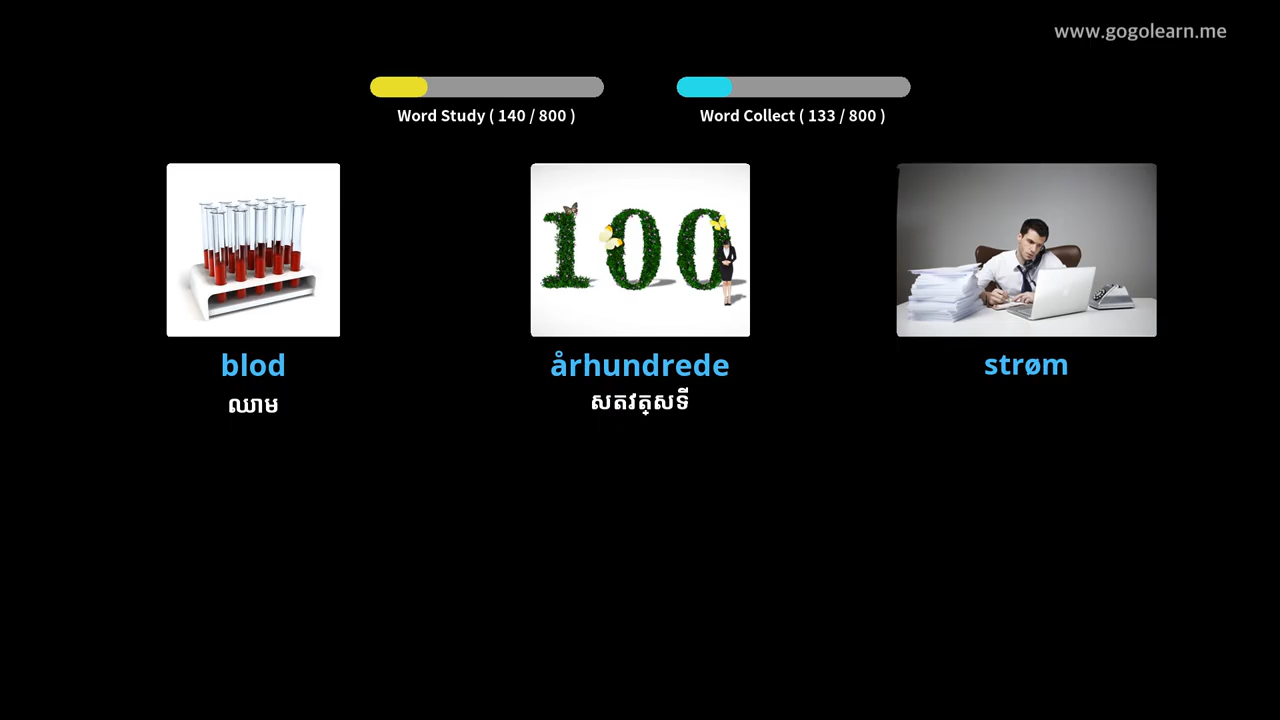 www.gogolearn.me
Word Study ( 140 / 800 )
Word Collect ( 133 / 800 )
100
blod
århundrede
strøm
ឈាម
សតវត្សទី